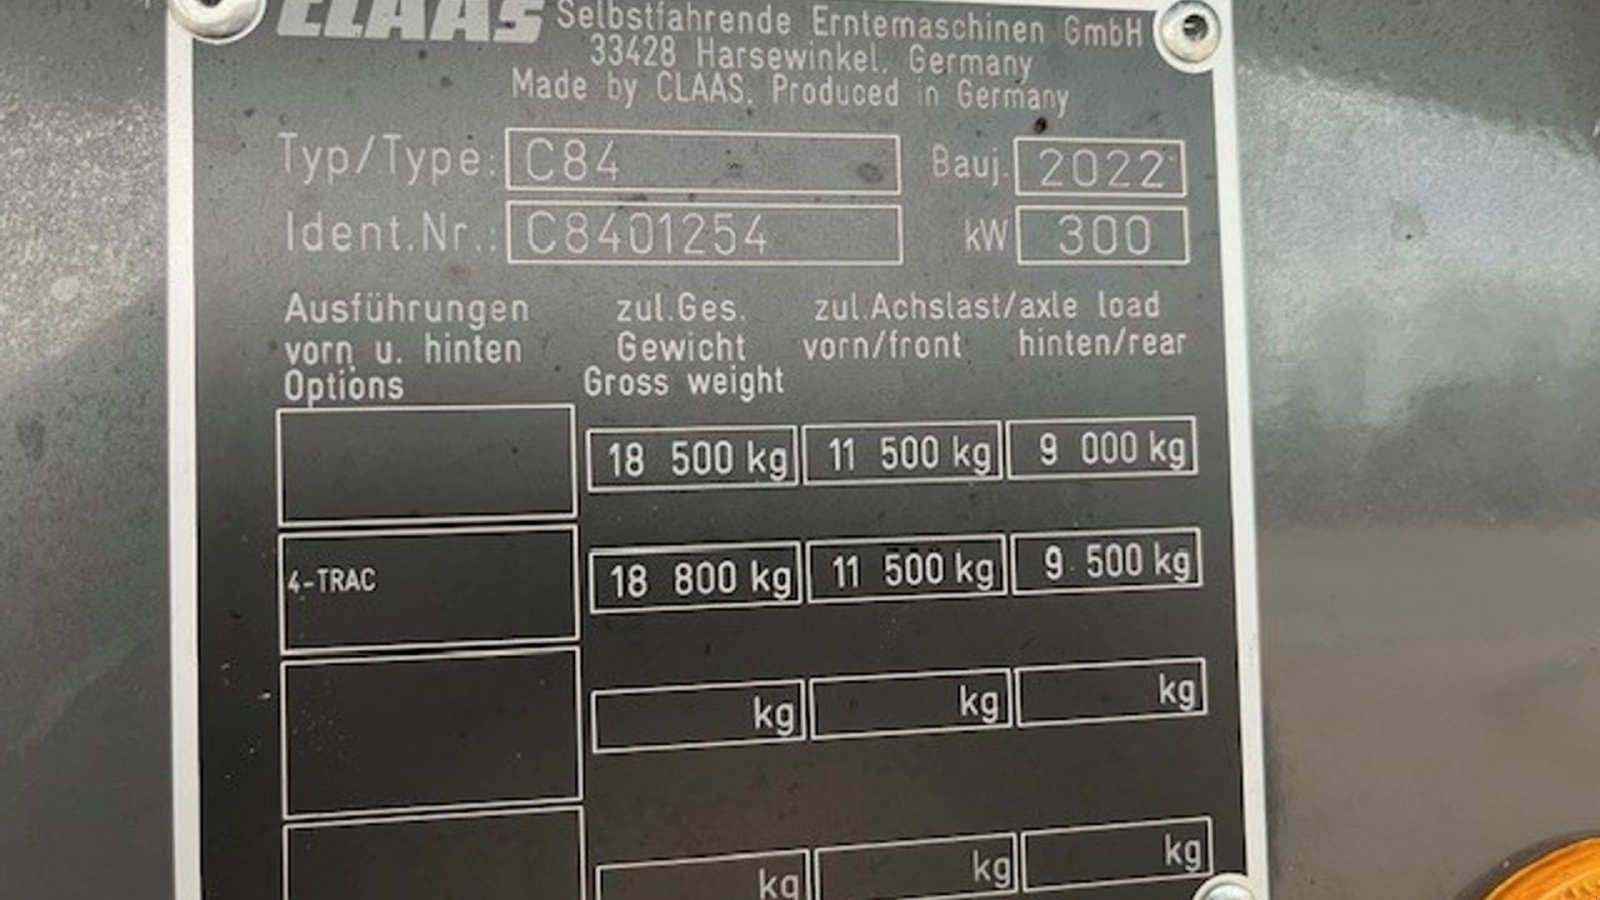 CLAAS Selbstfahrende Erntemaschinen GmbH
33428 Harsewinkel, Germany
Made by CLAAS, Produced in Germany
Typ/Type: C84 Bauj. 2022
Ident.Nr.: C8401254 kW 300
Ausführungen zul.Ges. zul.Achslast/axle load
vorn u. hinten Gewicht vorn/front hinten/rear
Options Gross weight
18 500 kg 11 500 kg 9 000 kg
4-TRAC 18 800 kg 11 500 kg 9 500 kg
kg kg kg
kg kg kg